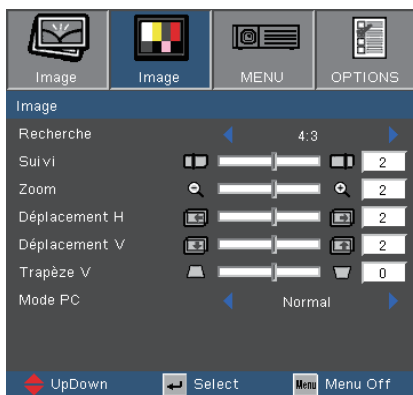 Image Image MENU OPTIONS
Image
Recherche 4:3
Suivi 2
Zoom 2
Déplacement H 2
Déplacement V 2
Trapèze V 0
Mode PC Normal
UpDown Select Menu Menu Off